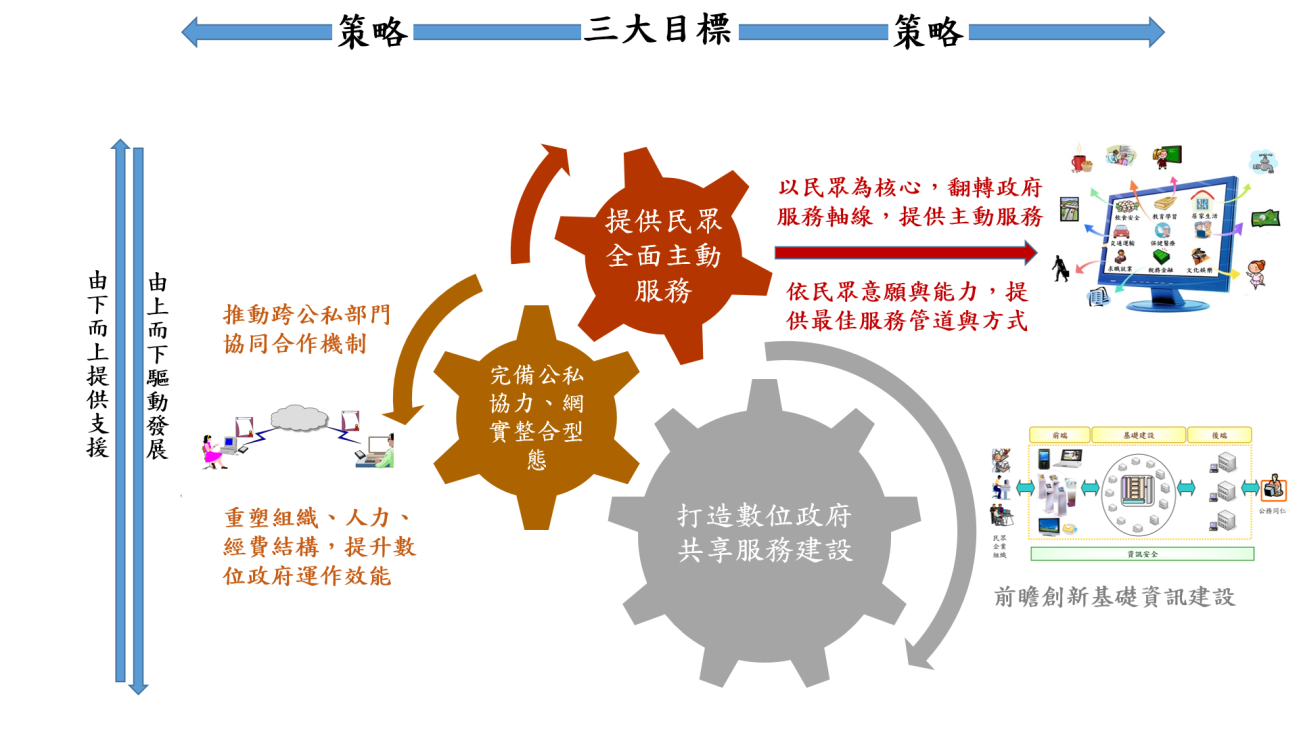 策略
三大目標
策略
由下而上提供支援
由上而下驅動發展
提供民眾
全面主動
服務
以民眾為核心，翻轉政府
服務軸線，提供主動服務
依民眾意願與能力，提
供最佳服務管道與方式
飲食安全
教育學習
居家生活
交通運輸
保健醫療
求職就業
稅務金融
文化娛樂
推動跨公私部門
協同合作機制
完備公私
協力、網
實整合型
態
重塑組織、人力、
經費結構，提升數
位政府運作效能
打造數位政府
共享服務建設
前端
基礎建設
後端
民眾
企業
組織
公務同仁
資訊安全
前瞻創新基礎資訊建設